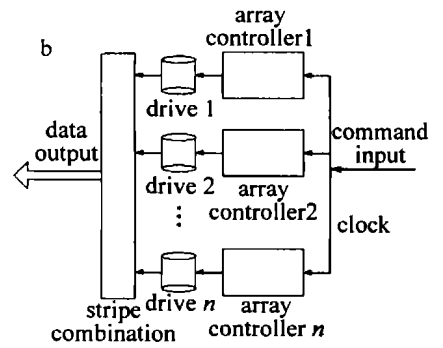 b
array
controller1
drive 1
data
output
command
input
drive 2
array
controller2
⋮
clock
drive n
stripe
combination
array
controller n